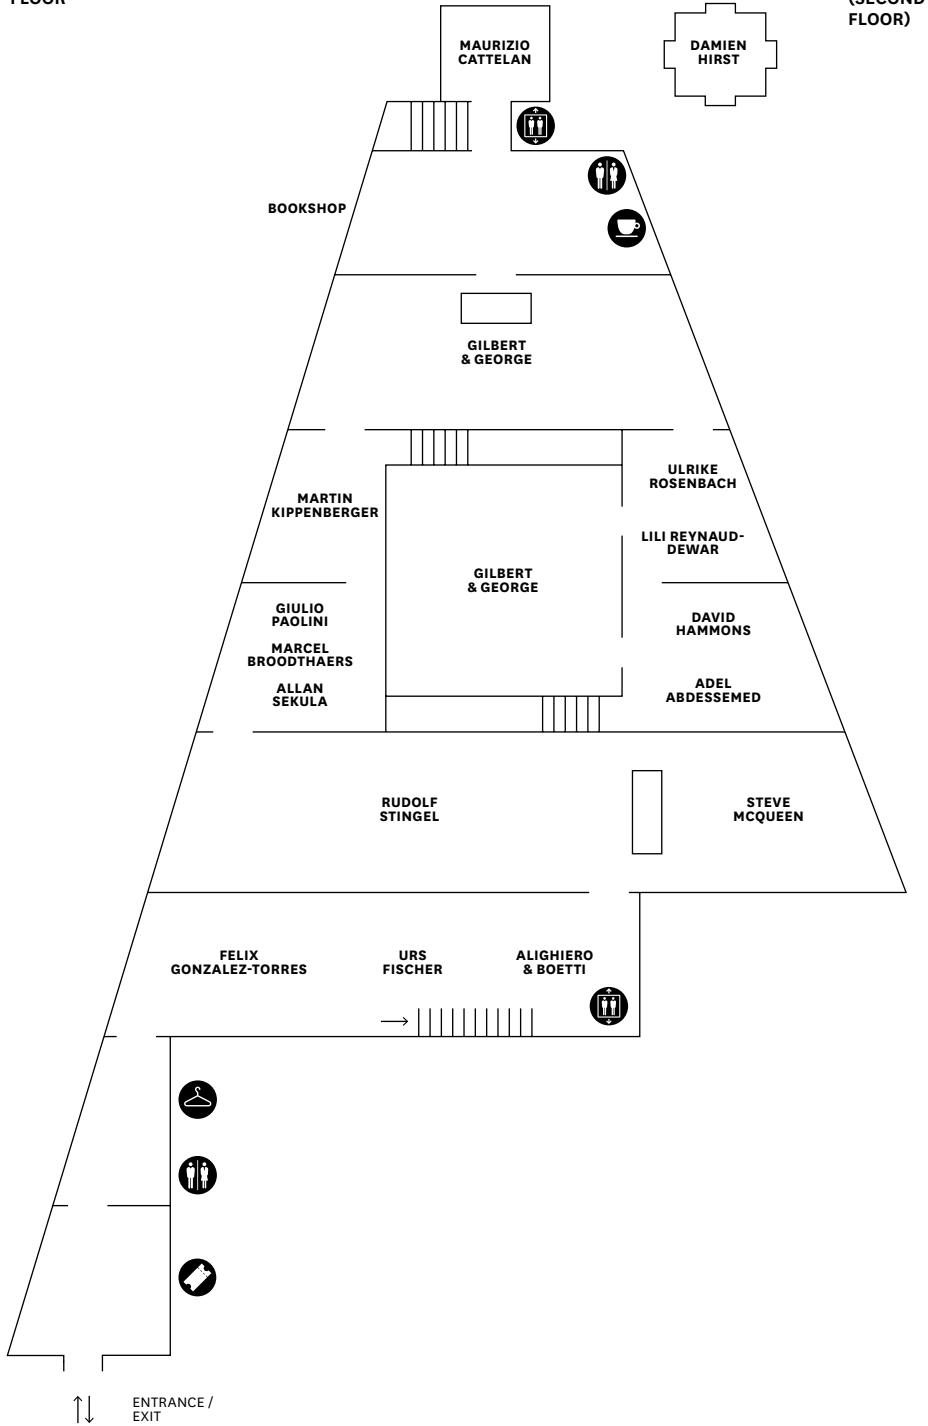 FLOOR
(SECOND
FLOOR)
MAURIZIO
CATTELAN
DAMIEN
HIRST
BOOKSHOP
GILBERT
& GEORGE
ULRIKE
ROSENBACH
MARTIN
KIPPENBERGER
LILI REYNAUD-
DEWAR
GILBERT
& GEORGE
GIULIO
PAOLINI
DAVID
HAMMONS
MARCEL
BROODTHAERS
ALLAN
SEKULA
ADEL
ABDESSEMED
RUDOLF
STINGEL
STEVE
MCQUEEN
FELIX
GONZALEZ-TORRES
URS
FISCHER
ALIGHIERO
& BOETTI
ENTRANCE /
EXIT